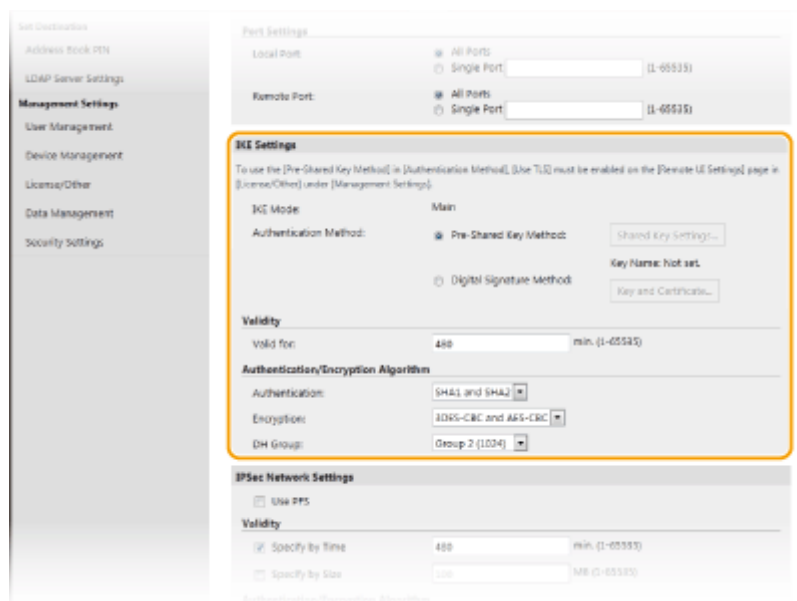 Set Destination
Address Book PIN
LDAP Server Settings
Management Settings
User Management
Device Management
License/Other
Data Management
Security Settings
Port Settings
Local Port: All Ports
Single Port (1-65535)
Remote Port: All Ports
Single Port (1-65535)
IKE Settings
To use the [Pre-Shared Key Method] in [Authentication Method], [Use TLS] must be enabled on the [Remote UI Settings] page in
[License/Other] under [Management Settings].
IKE Mode: Main
Authentication Method: Pre-Shared Key Method: Shared Key Settings...
Key Name: Not set.
Digital Signature Method: Key and Certificate...
Validity
Valid for: 480 min. (1-65535)
Authentication/Encryption Algorithm
Authentication: SHA1 and SHA2
Encryption: 3DES-CBC and AES-CBC
DH Group: Group 2 (1024)
IPSec Network Settings
Use PFS
Validity
Specify by Time 480 min. (1-65535)
Specify by Size 100 MB (1-65535)
Authentication/Encryption Algorithm